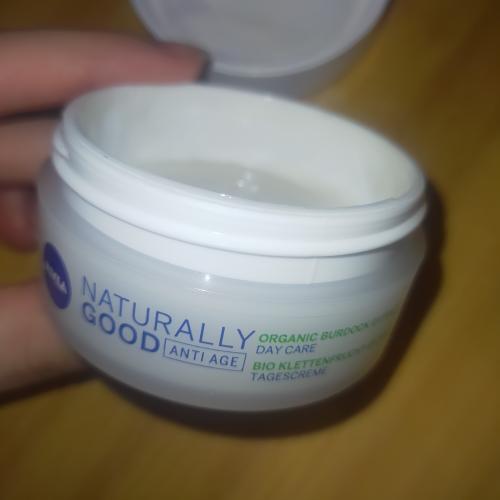 NIVEA
NATURALLY
GOOD ANTI AGE
ORGANIC BURDOCK
DAY CARE
BIO KLETTENFRUCHT
TAGESCREME